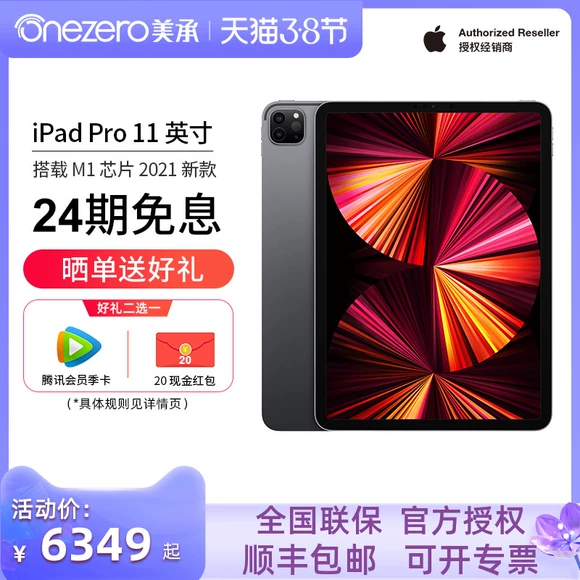 Onezero美承 | 天猫3.8节
Authorized Reseller
授权经销商
iPad Pro 11 英寸
搭载 M1 芯片 2021 新款
24期免息
晒单送好礼
好礼二选一
20
腾讯会员季卡
20现金红包
(*具体规则见详情页)
活动价:
¥ 6349 起
全国联保 官方授权
顺丰包邮 可开专票